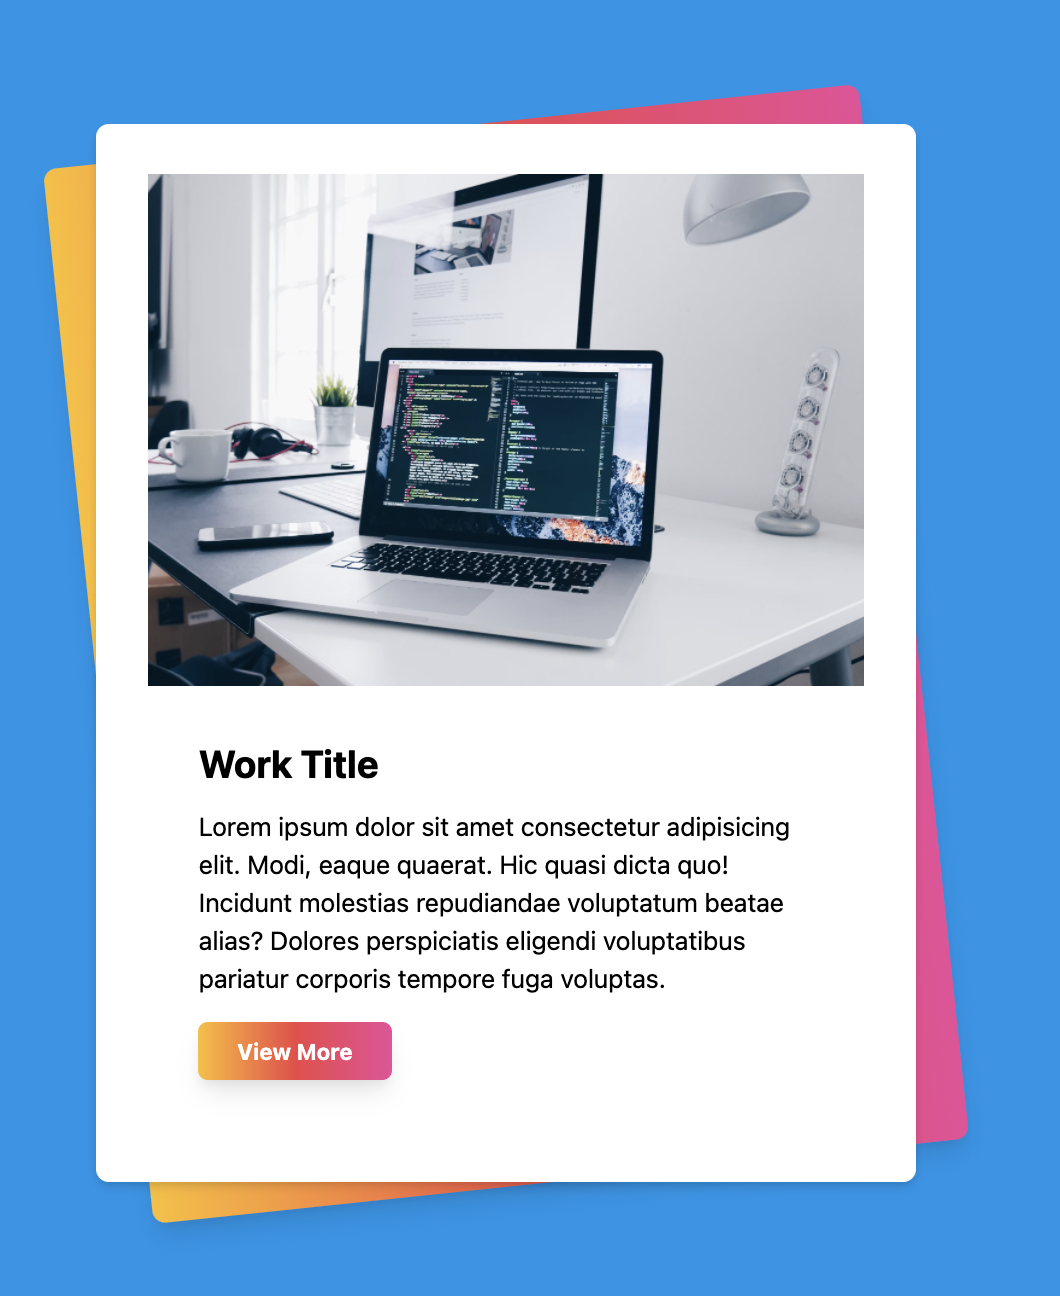 Work Title
Lorem ipsum dolor sit amet consectetur adipisicing
elit. Modi, eaque quaerat. Hic quasi dicta quo!
Incidunt molestias repudiandae voluptatum beatae
alias? Dolores perspiciatis eligendi voluptatibus
pariatur corporis tempore fuga voluptas.
View More